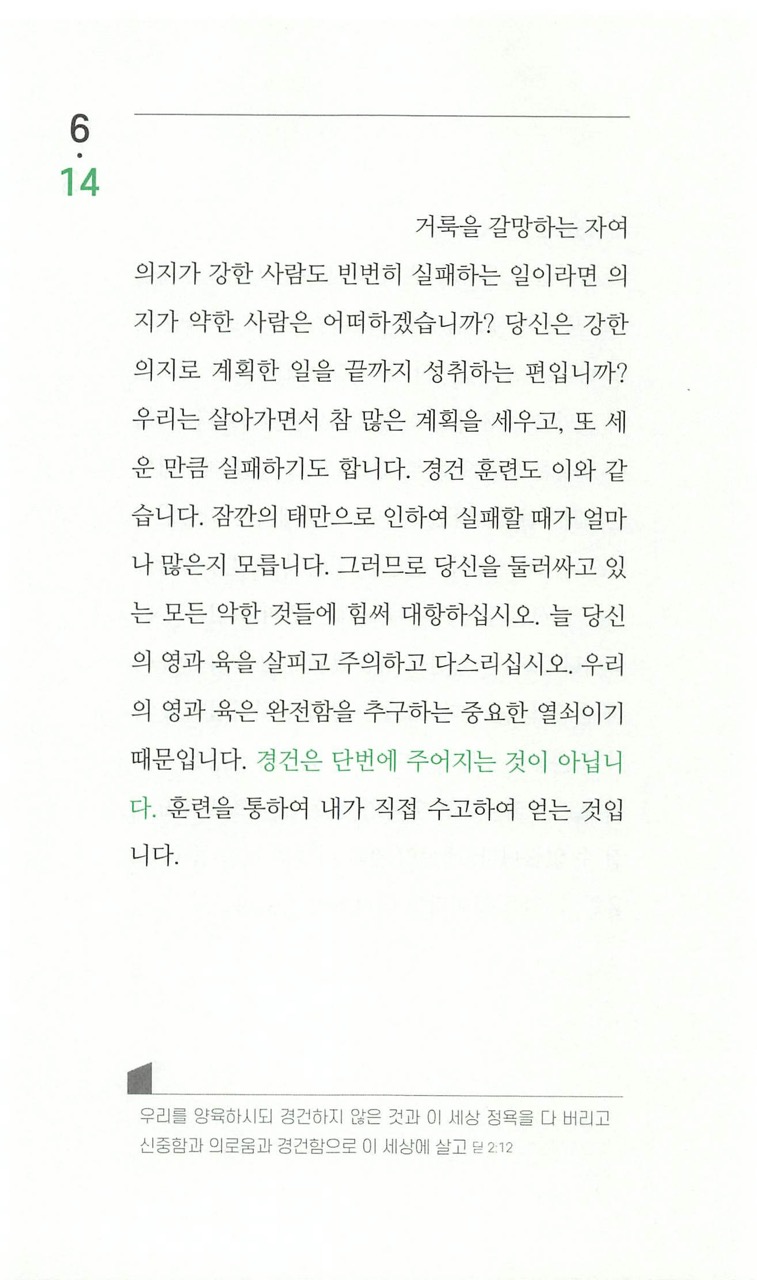 6
·
14
거룩을 갈망하는 자여
의지가 강한 사람도 빈번히 실패하는 일이라면 의
지가 약한 사람은 어떠하겠습니까? 당신은 강한
의지로 계획한 일을 끝까지 성취하는 편입니까?
우리는 살아가면서 참 많은 계획을 세우고, 또 세
운 만큼 실패하기도 합니다. 경건 훈련도 이와 같
습니다. 잠깐의 태만으로 인하여 실패할 때가 얼마
나 많은지 모릅니다. 그러므로 당신을 둘러싸고 있
는 모든 악한 것들에 힘써 대항하십시오. 늘 당신
의 영과 육을 살피고 주의하고 다스리십시오. 우리
의 영과 육은 완전함을 추구하는 중요한 열쇠이기
때문입니다. 경건은 단번에 주어지는 것이 아닙니
다. 훈련을 통하여 내가 직접 수고하여 얻는 것입
니다.
우리를 양육하시되 경건하지 않은 것과 이 세상 정욕을 다 버리고
신중함과 의로움과 경건함으로 이 세상에 살고 딛 2:12